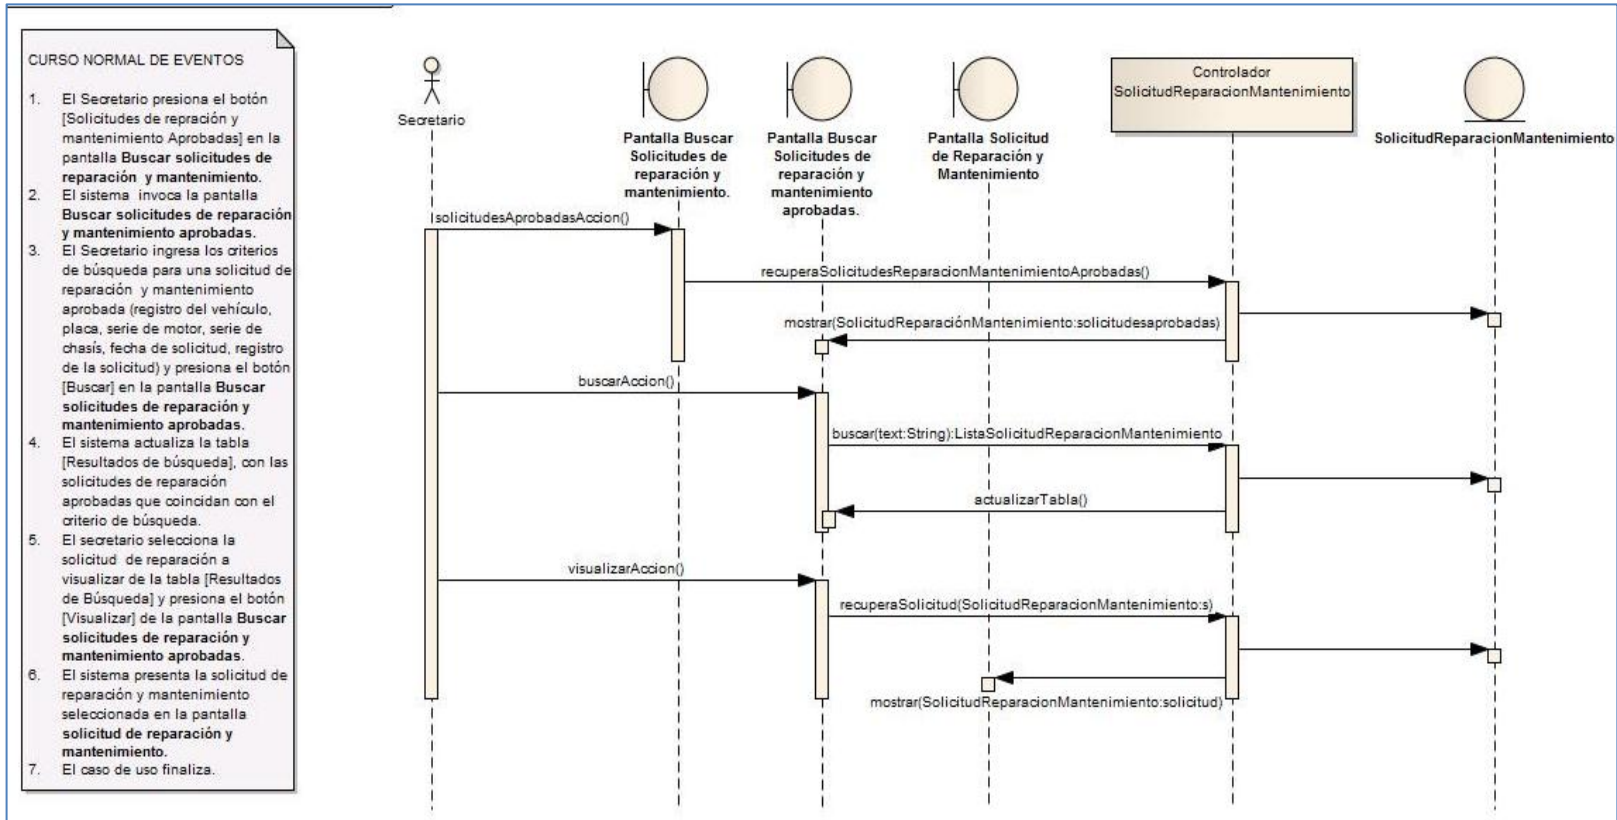 CURSO NORMAL DE EVENTOS
1. El Secretario presiona el botón
[Solicitudes de repración y
mantenimiento Aprobadas] en la
pantalla Buscar solicitudes de
reparación y mantenimiento.
2. El sistema invoca la pantalla
Buscar solicitudes de reparación
y mantenimiento aprobadas.
3. El Secretario ingresa los criterios
de búsqueda para una solicitud de
reparación y mantenimiento
aprobada (registro del vehículo,
placa, serie de motor, serie de
chasís, fecha de solicitud, registro
de la solicitud) y presiona el botón
[Buscar] en la pantalla Buscar
solicitudes de reparación y
mantenimiento aprobadas.
4. El sistema actualiza la tabla
[Resultados de búsqueda], con las
solicitudes de reparación
aprobadas que coincidan con el
criterio de búsqueda.
5. El secretario selecciona la
solicitud de reparación a
visualizar de la tabla [Resultados
de Búsqueda] y presiona el botón
[Visualizar] de la pantalla Buscar
solicitudes de reparación y
mantenimiento aprobadas.
6. El sistema presenta la solicitud de
reparación y mantenimiento
seleccionada en la pantalla
solicitud de reparación y
mantenimiento.
7. El caso de uso finaliza.
Secretario
Pantalla Buscar
Solicitudes de
reparación y
mantenimiento.
Pantalla Buscar
Solicitudes de
reparación y
mantenimiento
aprobadas.
Pantalla Solicitud
de Reparación y
Mantenimiento
Controlador
SolicitudReparacionMantenimiento
SolicitudReparacionMantenimiento
solicitudesAprobadasAccion()
recuperaSolicitudesReparacionMantenimientoAprobadas()
mostrar(SolicitudReparaciónMantenimiento:solicitudesaprobadas)
buscarAccion()
buscar(text:String):ListaSolicitudReparacionMantenimiento
actualizarTabla()
visualizarAccion()
recuperaSolicitud(SolicitudReparacionMantenimiento:s)
mostrar(SolicitudReparacionMantenimiento:solicitud)